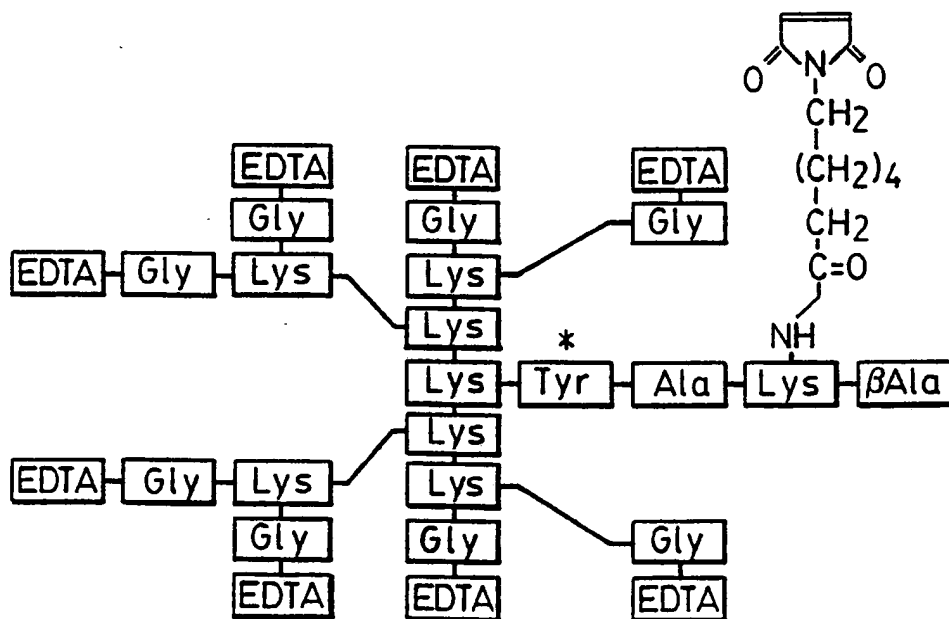 O N O
CH2
EDTA EDTA EDTA (CH2)4
Gly Gly Gly CH2
EDTA Gly Lys Lys C=O
Lys NH
*
Lys Tyr Ala Lys βAla
Lys
EDTA Gly Lys Lys
Gly Gly Gly
EDTA EDTA EDTA